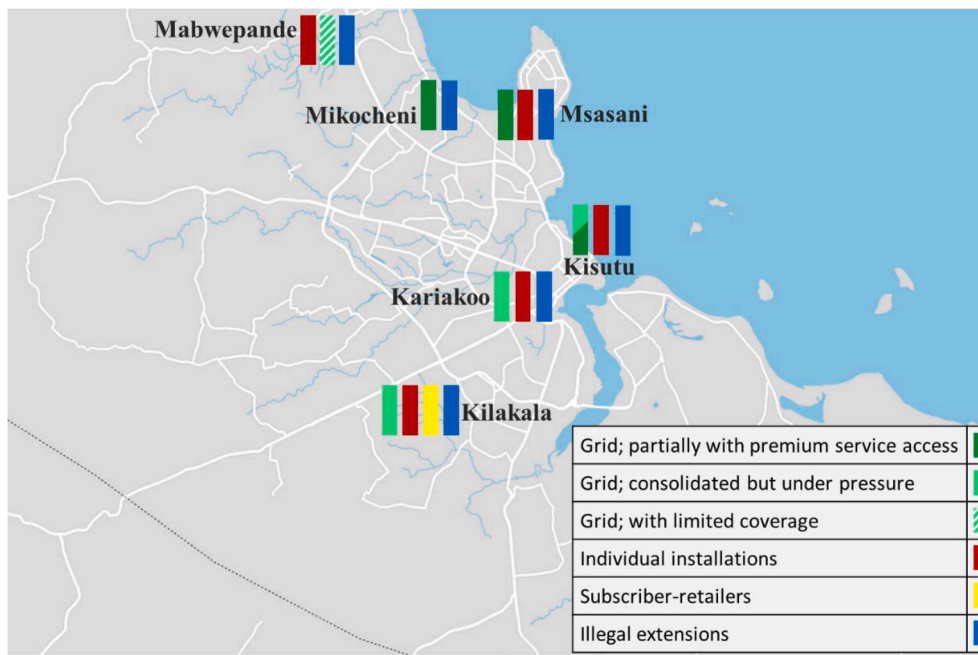 Mabwepande
Mikocheni
Msasani
Kisutu
Kariakoo
Kilakala
Grid; partially with premium service access
Grid; consolidated but under pressure
Grid; with limited coverage
Individual installations
Subscriber-retailers
Illegal extensions